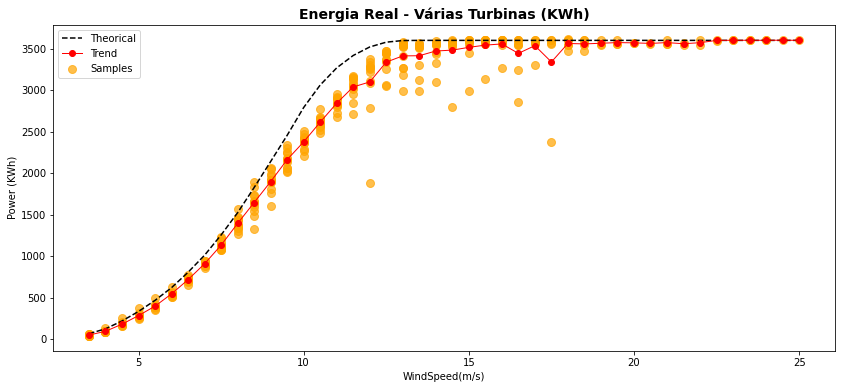 Energia Real - Várias Turbinas (KWh)
Theorical
Trend
Samples
Power (KWh)
3500
3000
2500
2000
1500
1000
500
0
5
10
15
20
25
WindSpeed(m/s)